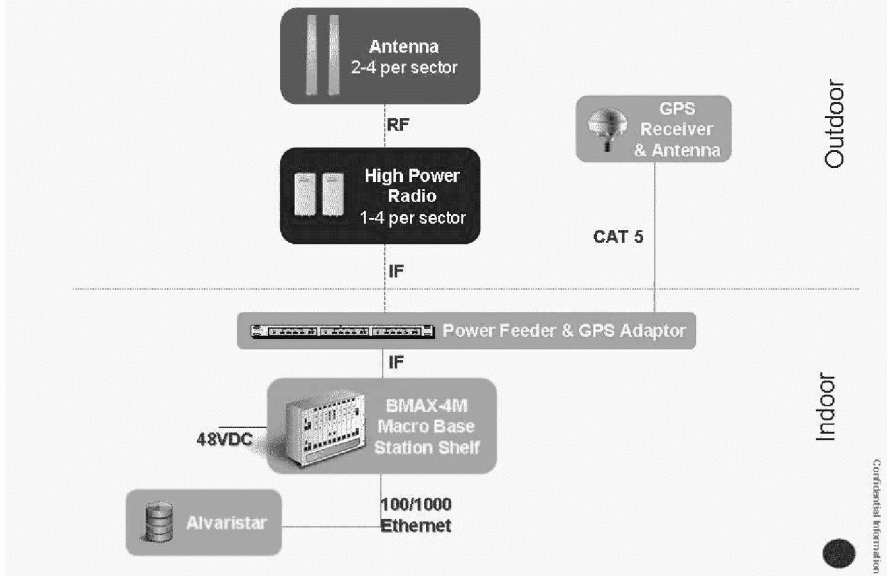 Antenna
2-4 per sector
RF
GPS
Receiver
& Antenna
Outdoor
High Power
Radio
1-4 per sector
CAT 5
IF
Power Feeder & GPS Adaptor
IF
BMAX-4M
Macro Base
Station Shelf
48VDC
Indoor
100/1000
Ethernet
Alvaristar
Confidential Information